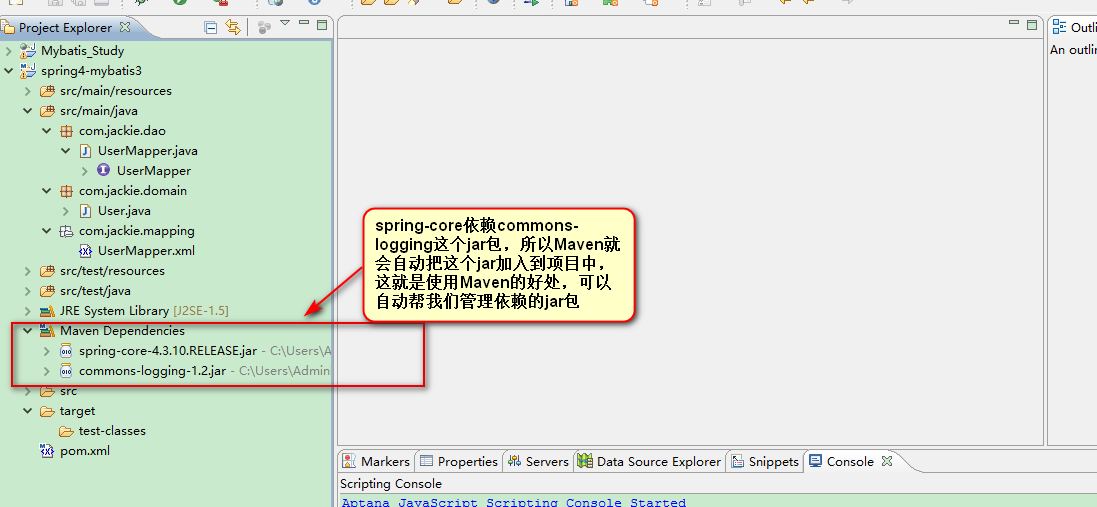 Project Explorer
Mybatis_Study
spring4-mybatis3
src/main/resources
src/main/java
com.jackie.dao
UserMapper.java
UserMapper
com.jackie.domain
User.java
com.jackie.mapping
UserMapper.xml
src/test/resources
src/test/java
JRE System Library [J2SE-1.5]
Maven Dependencies
spring-core-4.3.10.RELEASE.jar - C:\Users\A
commons-logging-1.2.jar - C:\Users\Admin
src
target
test-classes
pom.xml
spring-core依赖commons-
logging这个jar包，所以Maven就
会自动把这个jar加入到项目中，
这就是使用Maven的好处，可以
自动帮我们管理依赖的jar包
Outli
An outlin
Markers Properties Servers Data Source Explorer Snippets Console
Scripting Console
Aptana JavaScript Scripting Console Started